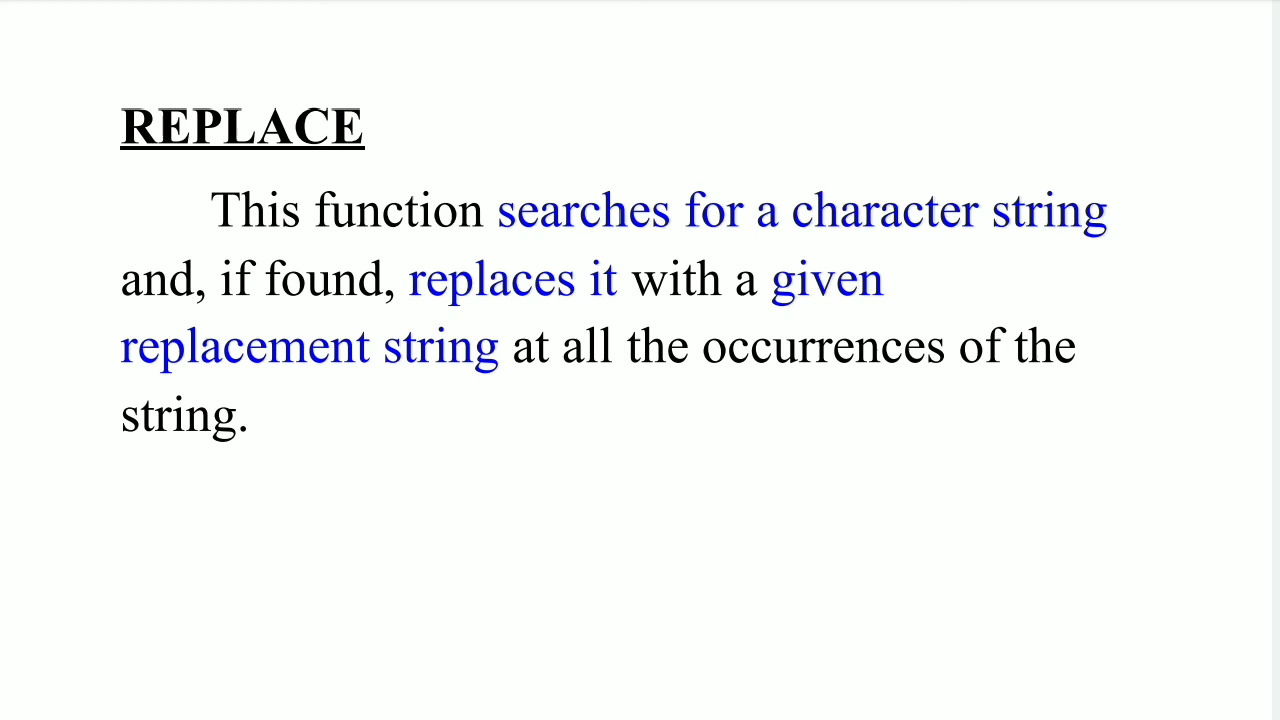 REPLACE
This function searches for a character string
and, if found, replaces it with a given
replacement string at all the occurrences of the
string.